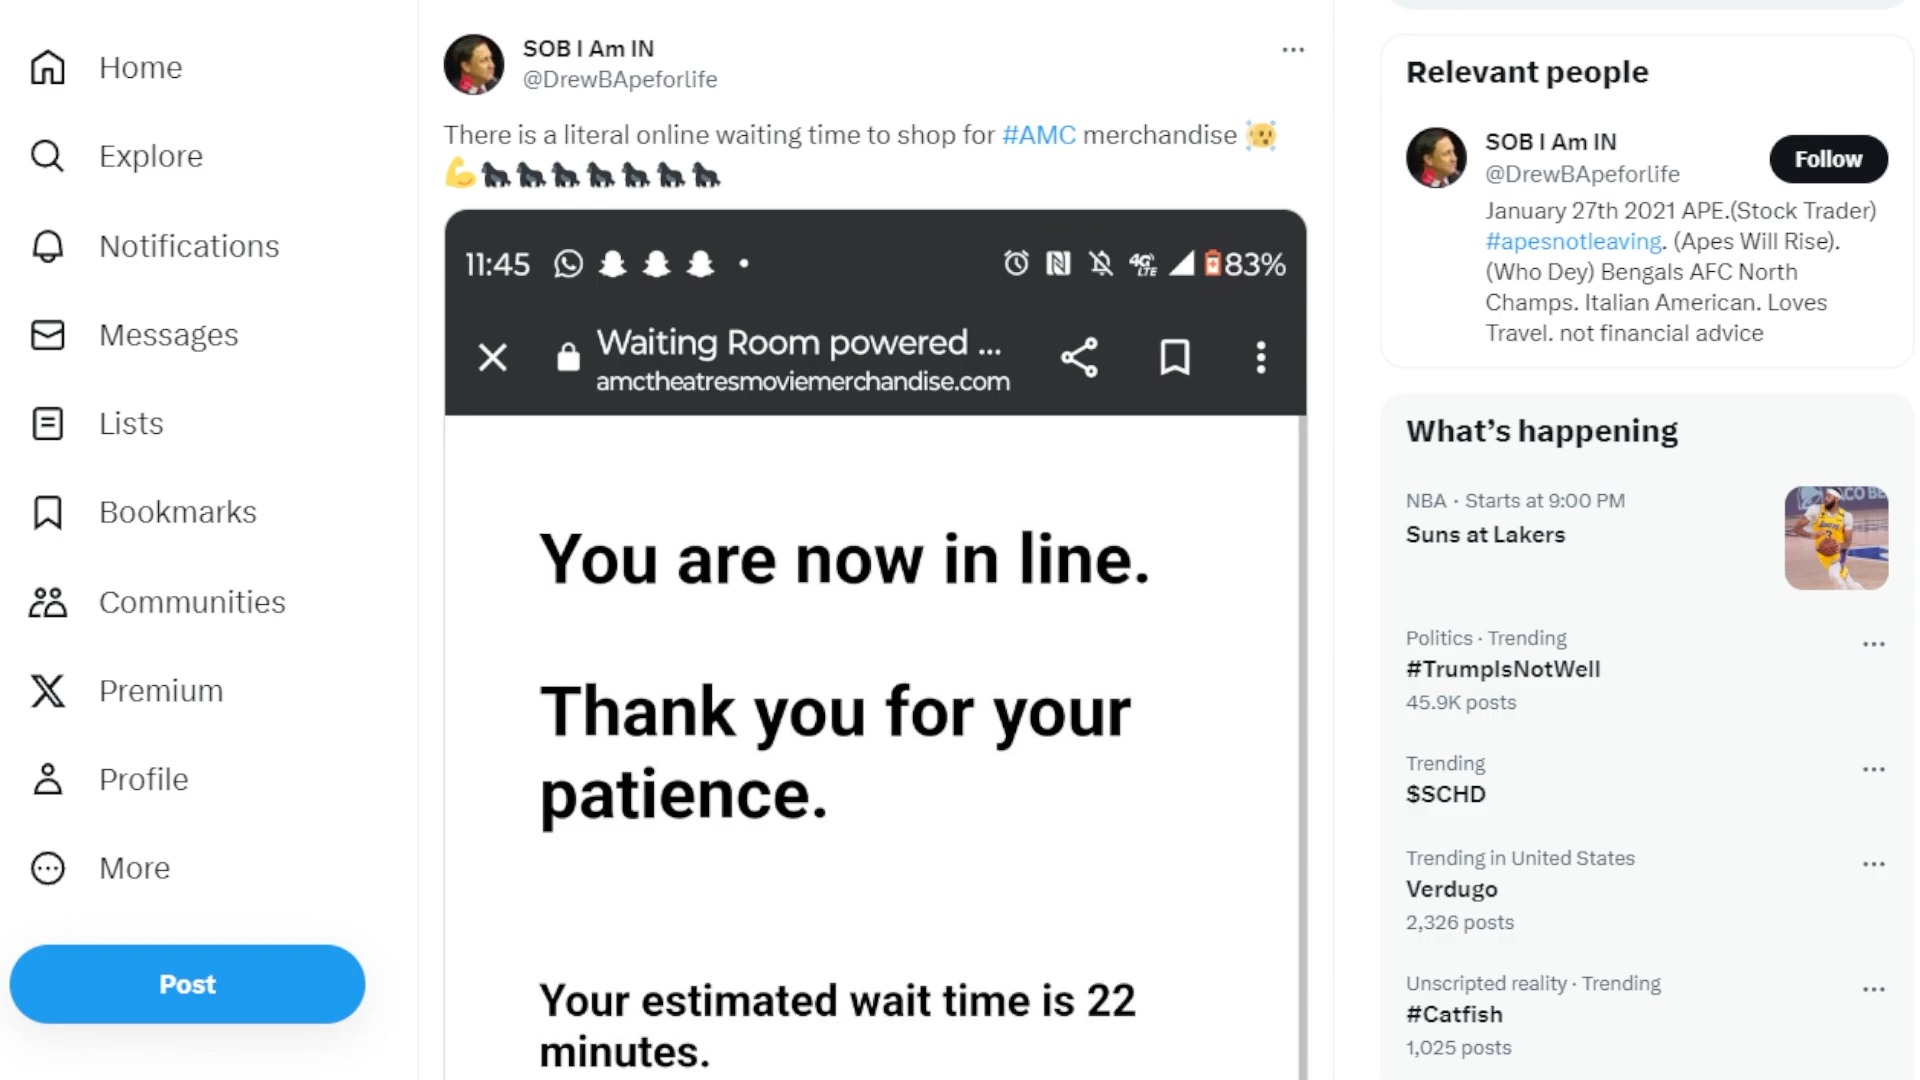 Home
Explore
Notifications
Messages
Lists
Bookmarks
Communities
Premium
Profile
More
Post
SOB I Am IN
@DrewBApeforlife
There is a literal online waiting time to shop for #AMC merchandise
11:45
4G LTE
83%
Waiting Room powered ...
amctheatresmoviemerchandise.com
You are now in line.
Thank you for your
patience.
Your estimated wait time is 22
minutes.
Relevant people
SOB I Am IN
@DrewBApeforlife
Follow
January 27th 2021 APE.(Stock Trader)
#apesnotleaving. (Apes Will Rise).
(Who Dey) Bengals AFC North
Champs. Italian American. Loves
Travel. not financial advice
What’s happening
NBA · Starts at 9:00 PM
Suns at Lakers
Politics · Trending
#TrumpIsNotWell
45.9K posts
Trending
$SCHD
Trending in United States
Verdugo
2,326 posts
Unscripted reality · Trending
#Catfish
1,025 posts